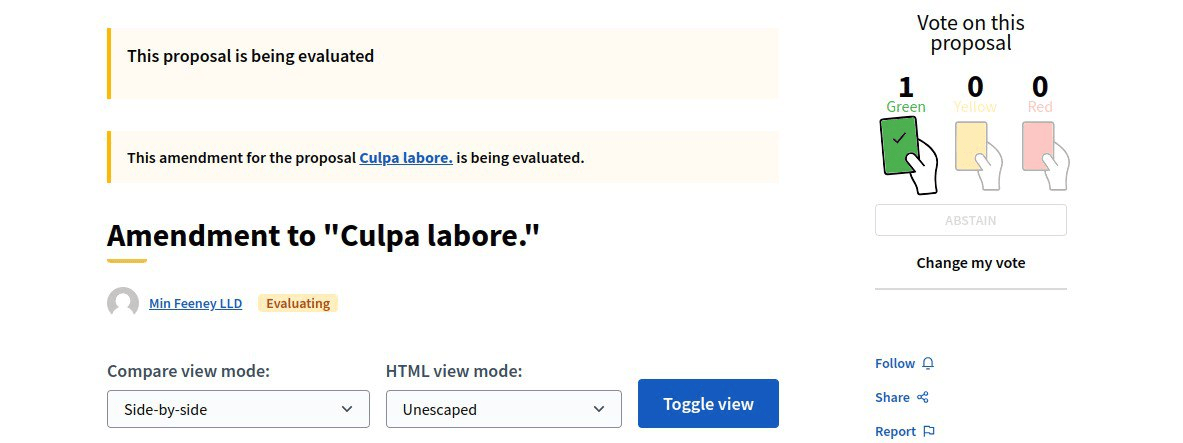 This proposal is being evaluated
This amendment for the proposal Culpa labore. is being evaluated.
Amendment to "Culpa labore."
Min Feeney LLD Evaluating
Compare view mode:
Side-by-side
HTML view mode:
Unescaped
Toggle view
Vote on this
proposal
1 0 0
Green Yellow Red
ABSTAIN
Change my vote
Follow
Share
Report